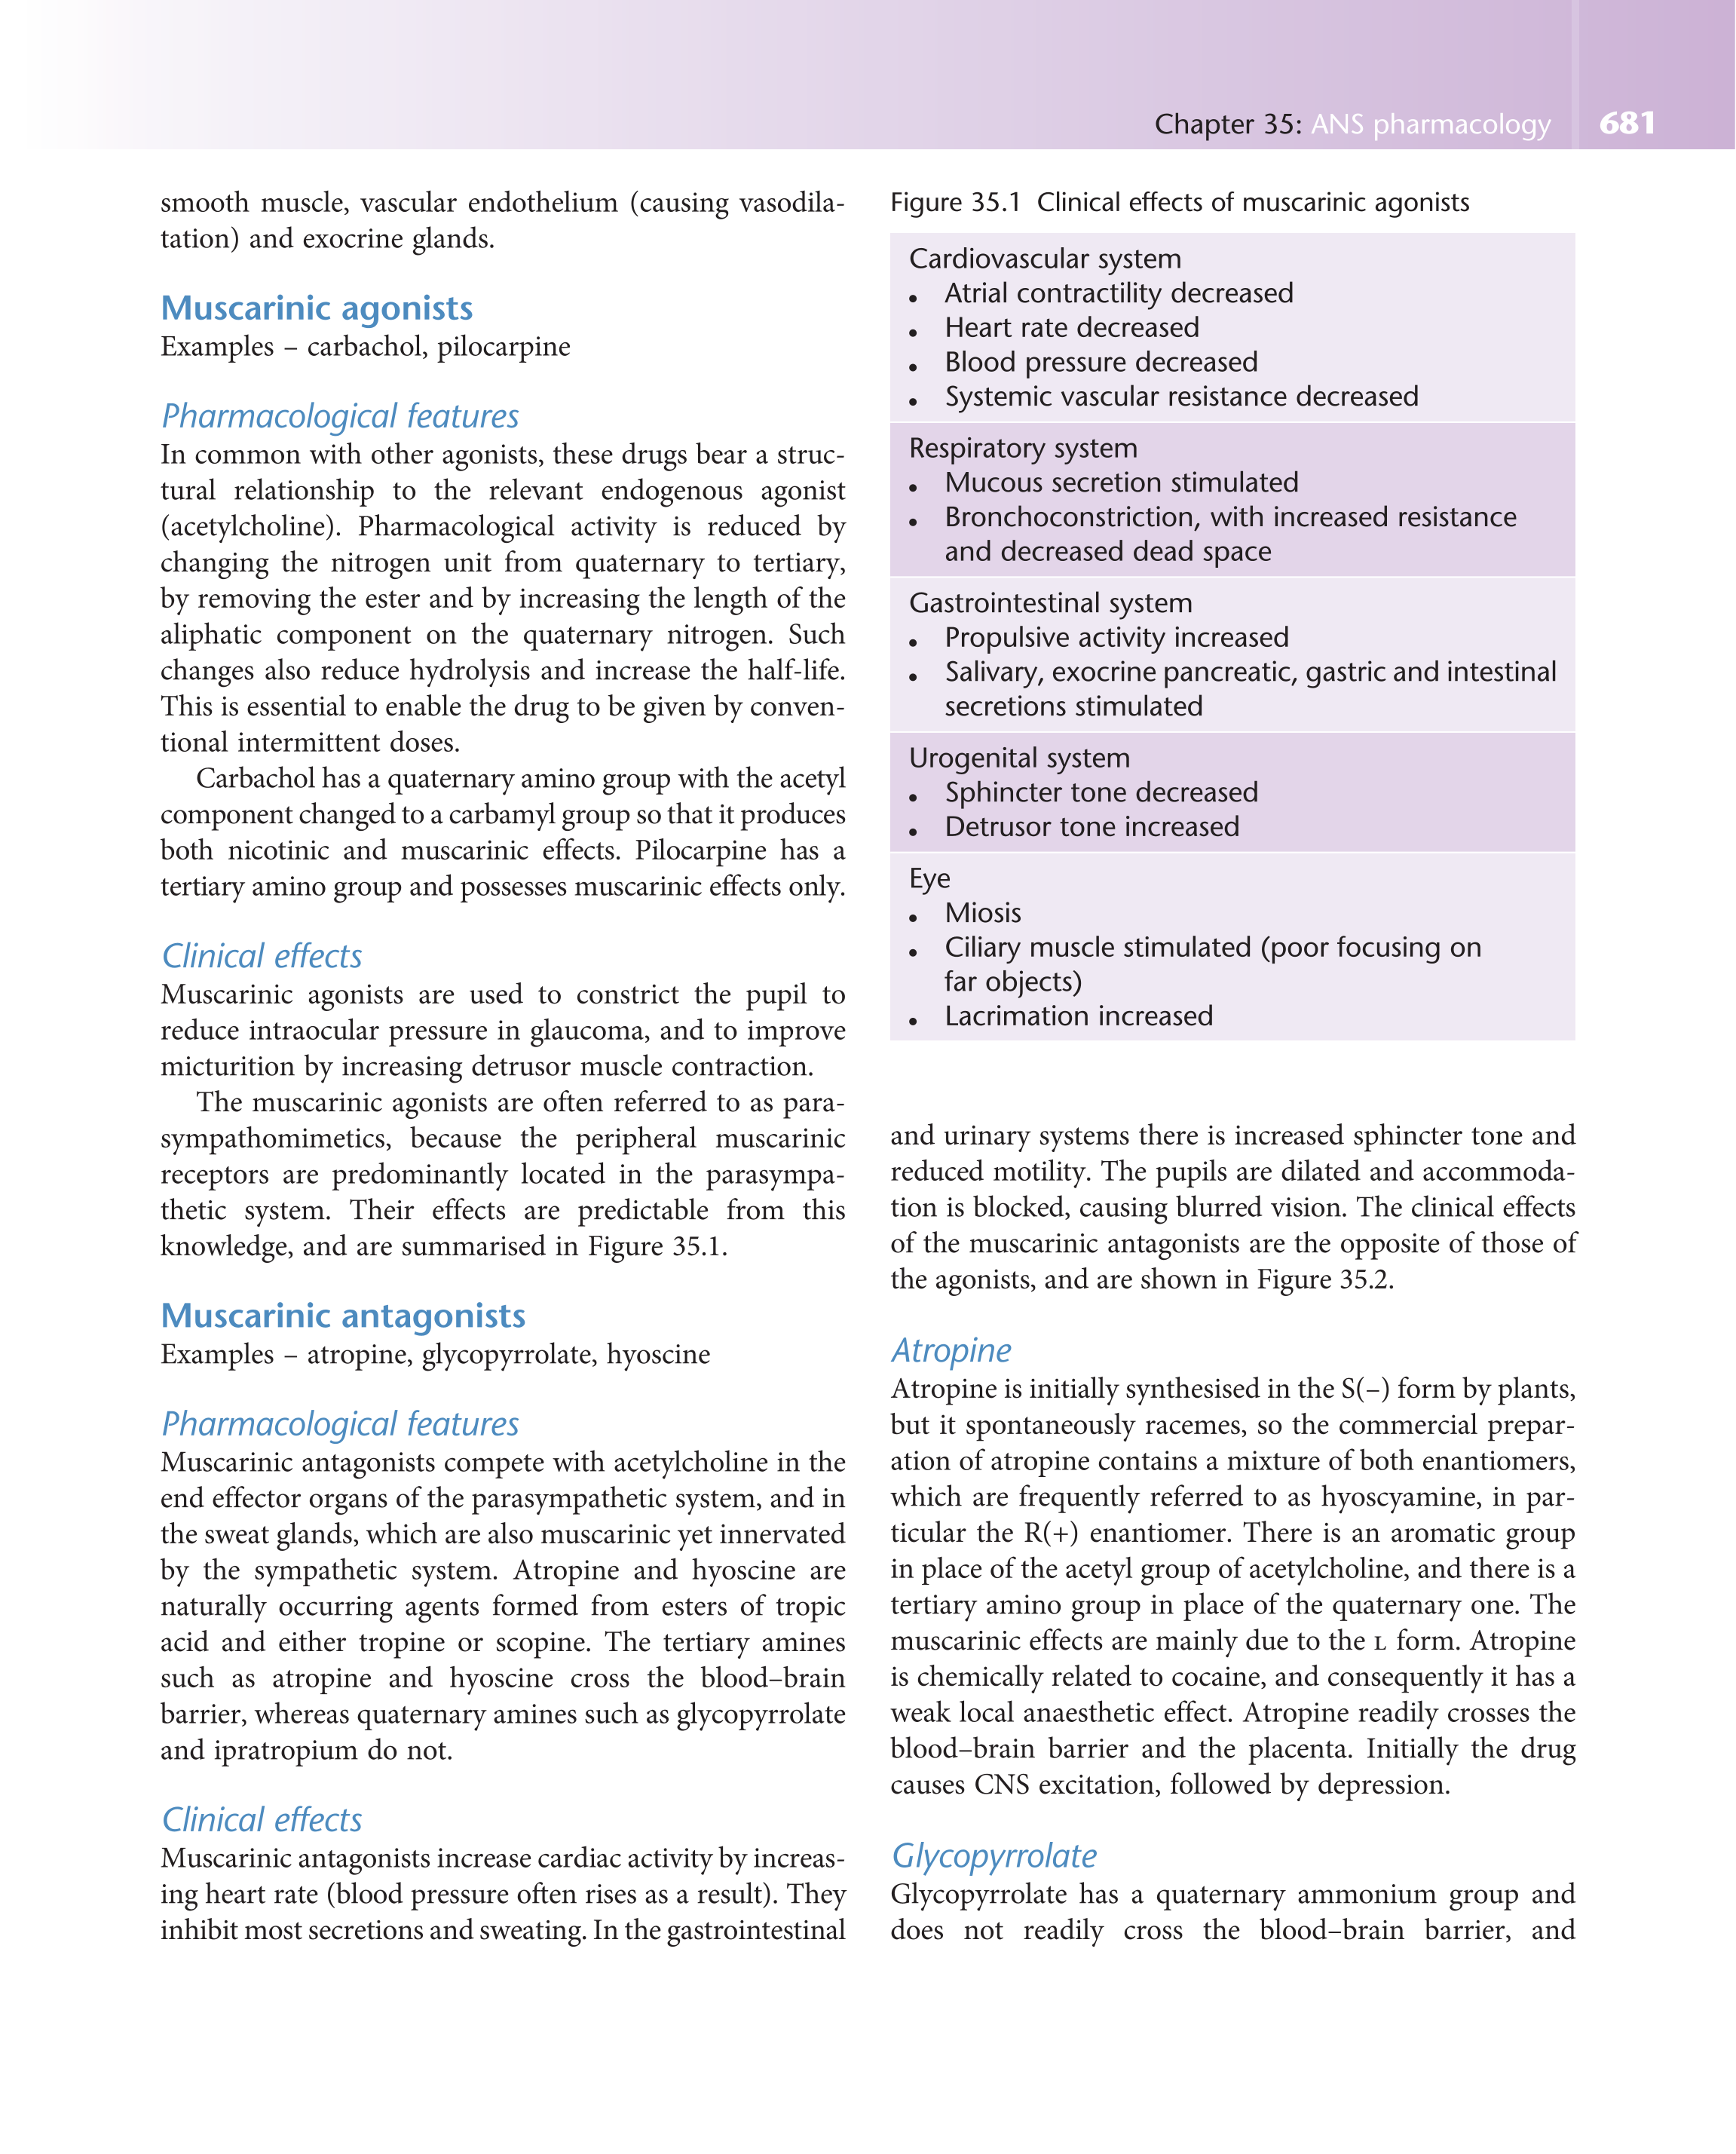 Chapter 35: ANS pharmacology 681
smooth muscle, vascular endothelium (causing vasodila-
tation) and exocrine glands.
Muscarinic agonists
Examples – carbachol, pilocarpine
Pharmacological features
In common with other agonists, these drugs bear a struc-
tural relationship to the relevant endogenous agonist
(acetylcholine). Pharmacological activity is reduced by
changing the nitrogen unit from quaternary to tertiary,
by removing the ester and by increasing the length of the
aliphatic component on the quaternary nitrogen. Such
changes also reduce hydrolysis and increase the half-life.
This is essential to enable the drug to be given by conven-
tional intermittent doses.
Carbachol has a quaternary amino group with the acetyl
component changed to a carbamyl group so that it produces
both nicotinic and muscarinic effects. Pilocarpine has a
tertiary amino group and possesses muscarinic effects only.
Clinical effects
Muscarinic agonists are used to constrict the pupil to
reduce intraocular pressure in glaucoma, and to improve
micturition by increasing detrusor muscle contraction.
The muscarinic agonists are often referred to as para-
sympathomimetics, because the peripheral muscarinic
receptors are predominantly located in the parasympa-
thetic system. Their effects are predictable from this
knowledge, and are summarised in Figure 35.1.
Muscarinic antagonists
Examples – atropine, glycopyrrolate, hyoscine
Pharmacological features
Muscarinic antagonists compete with acetylcholine in the
end effector organs of the parasympathetic system, and in
the sweat glands, which are also muscarinic yet innervated
by the sympathetic system. Atropine and hyoscine are
naturally occurring agents formed from esters of tropic
acid and either tropine or scopine. The tertiary amines
such as atropine and hyoscine cross the blood–brain
barrier, whereas quaternary amines such as glycopyrrolate
and ipratropium do not.
Clinical effects
Muscarinic antagonists increase cardiac activity by increas-
ing heart rate (blood pressure often rises as a result). They
inhibit most secretions and sweating. In the gastrointestinal
Figure 35.1 Clinical effects of muscarinic agonists
Cardiovascular system
• Atrial contractility decreased
• Heart rate decreased
• Blood pressure decreased
• Systemic vascular resistance decreased
Respiratory system
• Mucous secretion stimulated
• Bronchoconstriction, with increased resistance
and decreased dead space
Gastrointestinal system
• Propulsive activity increased
• Salivary, exocrine pancreatic, gastric and intestinal
secretions stimulated
Urogenital system
• Sphincter tone decreased
• Detrusor tone increased
Eye
• Miosis
• Ciliary muscle stimulated (poor focusing on
far objects)
• Lacrimation increased
and urinary systems there is increased sphincter tone and
reduced motility. The pupils are dilated and accommoda-
tion is blocked, causing blurred vision. The clinical effects
of the muscarinic antagonists are the opposite of those of
the agonists, and are shown in Figure 35.2.
Atropine
Atropine is initially synthesised in the S(–) form by plants,
but it spontaneously racemes, so the commercial prepar-
ation of atropine contains a mixture of both enantiomers,
which are frequently referred to as hyoscyamine, in par-
ticular the R(+) enantiomer. There is an aromatic group
in place of the acetyl group of acetylcholine, and there is a
tertiary amino group in place of the quaternary one. The
muscarinic effects are mainly due to the L form. Atropine
is chemically related to cocaine, and consequently it has a
weak local anaesthetic effect. Atropine readily crosses the
blood–brain barrier and the placenta. Initially the drug
causes CNS excitation, followed by depression.
Glycopyrrolate
Glycopyrrolate has a quaternary ammonium group and
does not readily cross the blood–brain barrier, and